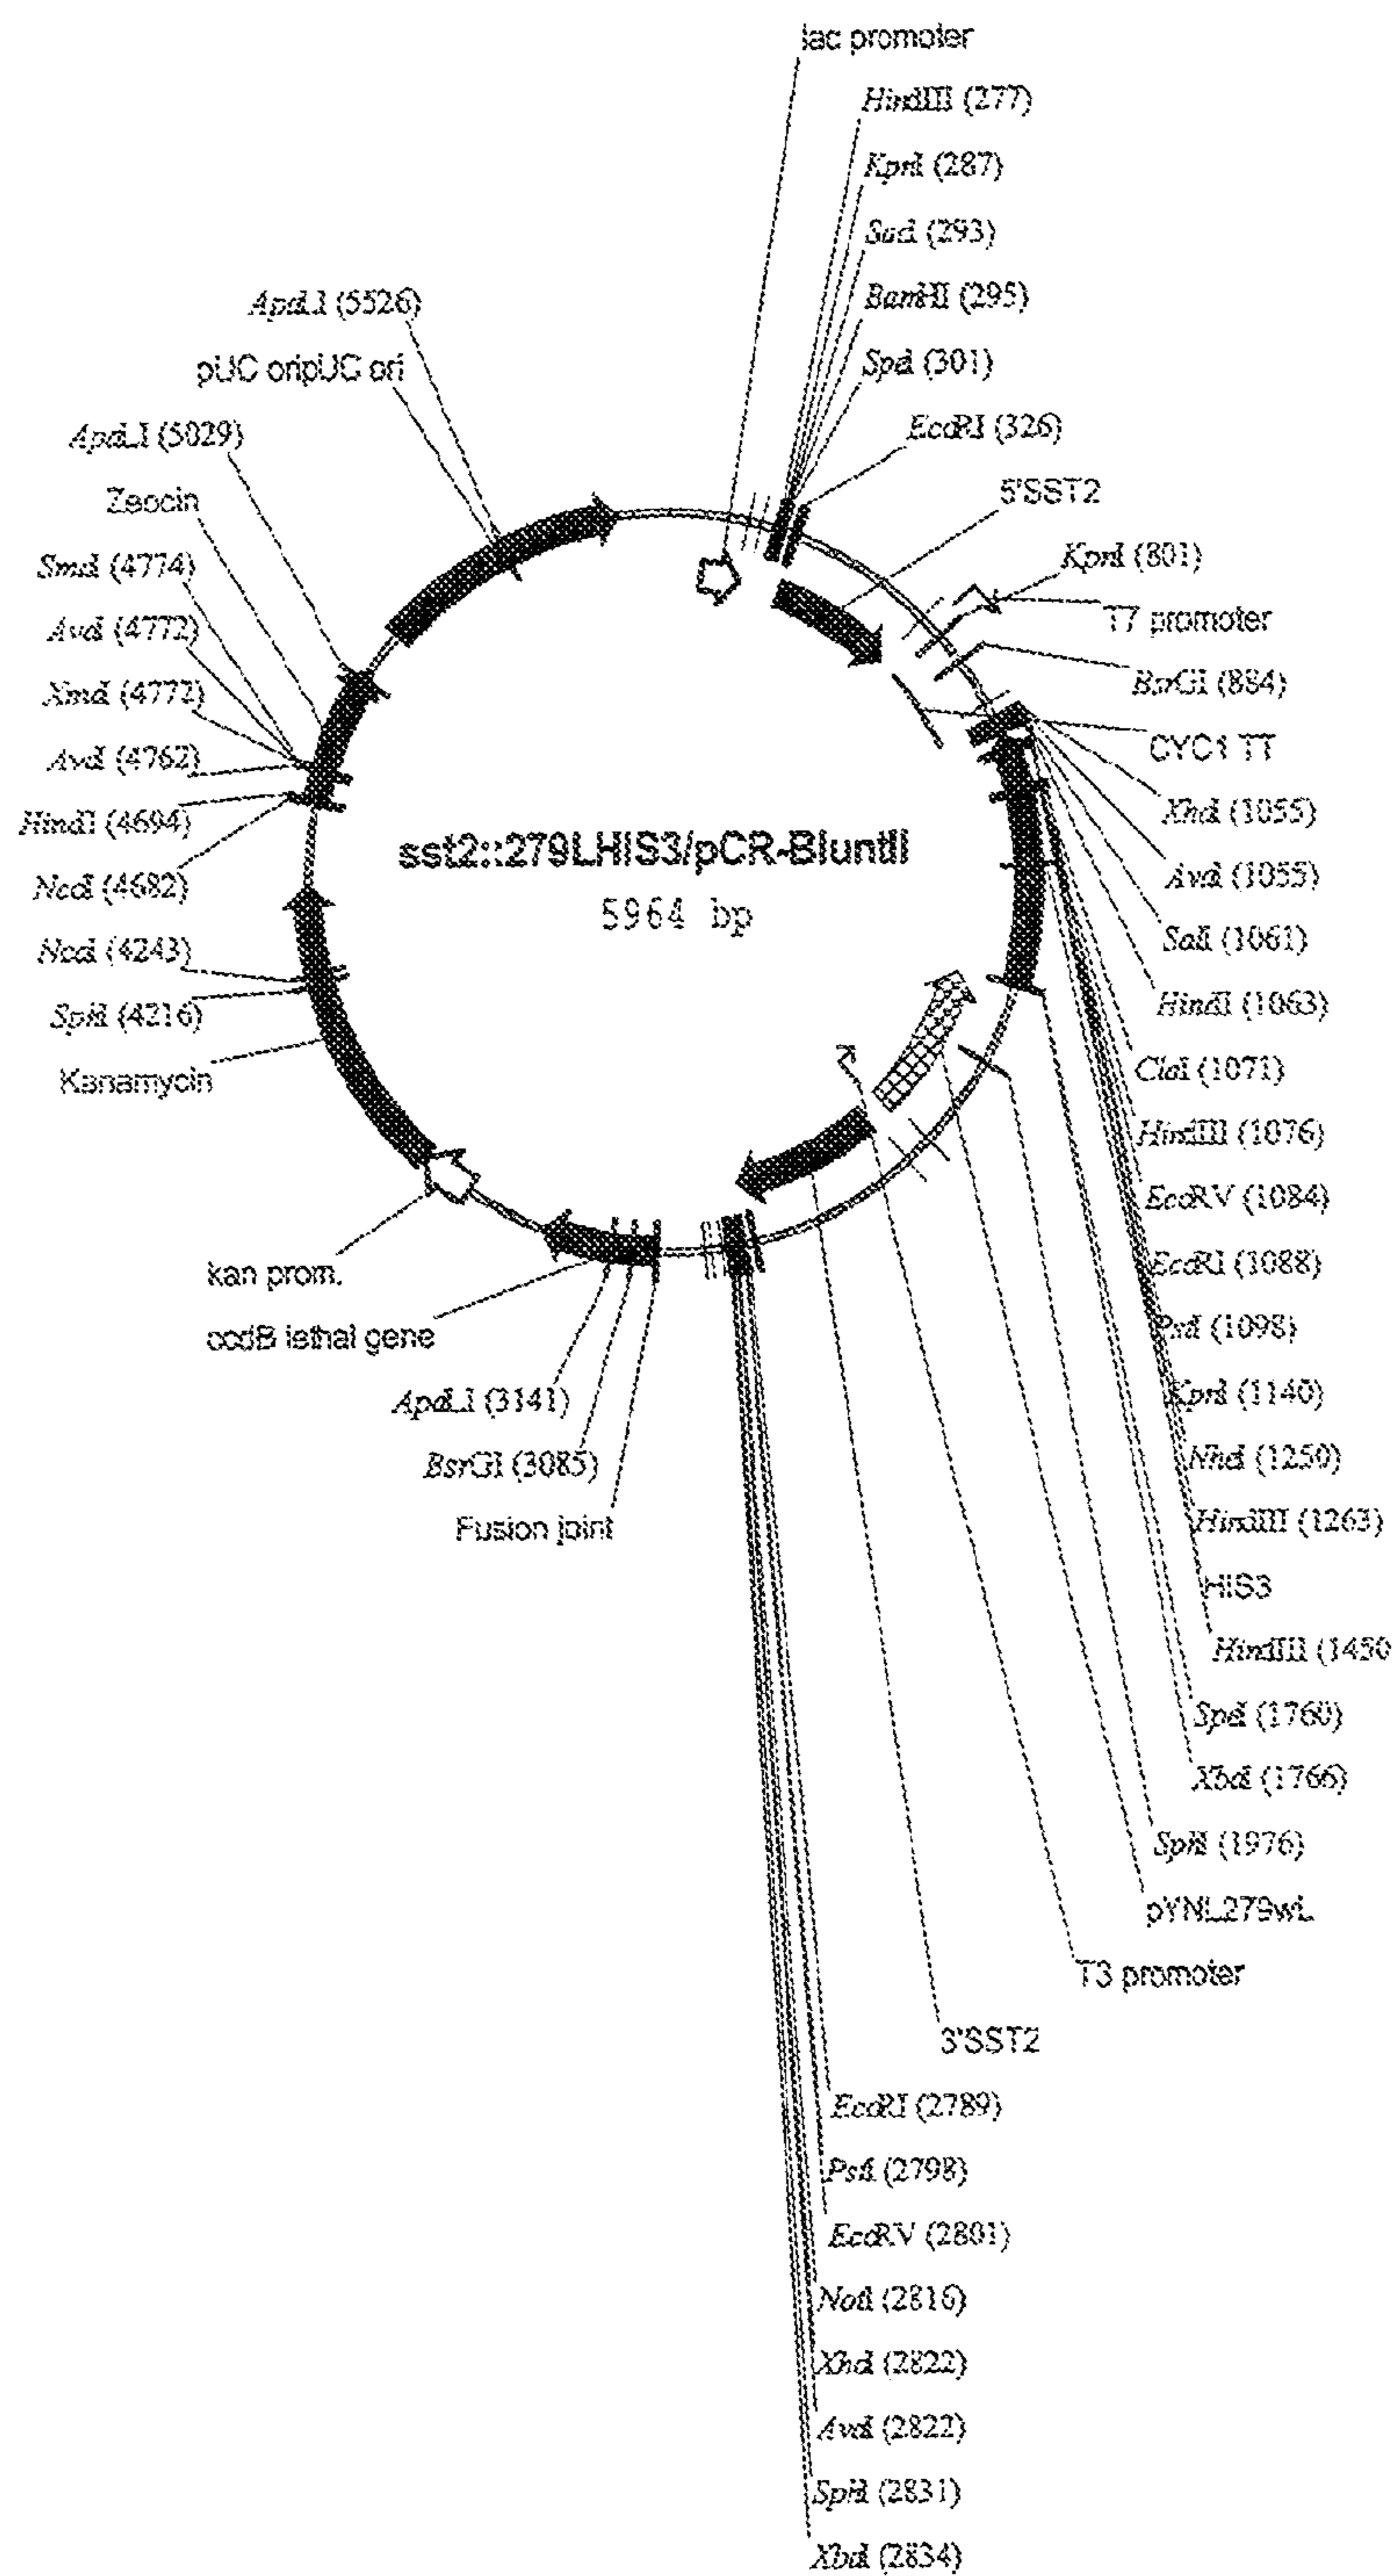 lac promoter
HindIII (277)
KpnI (287)
SacI (293)
BamHI (295)
SpeI (301)
EcoRI (326)
5'SST2
KpnI (801)
T7 promoter
BsrGI (884)
CYC1 TT
XhoI (1055)
AvaI (1055)
SalI (1061)
HindI (1063)
ClaI (1071)
HindIII (1076)
EcoRV (1084)
EcoRI (1088)
PstI (1098)
KpnI (1140)
NheI (1250)
HindIII (1263)
HIS3
HindIII (1450
SpeI (1760)
XbaI (1766)
SphI (1976)
pYNL279wL
T3 promoter
3'SST2
EcoRI (2789)
PstI (2798)
EcoRV (2801)
NotI (2816)
XhoI (2822)
AvaI (2822)
SphI (2831)
XbaI (2834)
Fusion joint
BsrGI (3085)
ApaLI (3141)
ccdB lethal gene
kan prom.
Kanamycin
SphI (4216)
NcoI (4243)
NcoI (4682)
HindI (4694)
AvaI (4762)
XmaI (4772)
AvaI (4772)
SmaI (4774)
Zeocin
ApaLI (5029)
pUC oripUC ori
ApaLI (5526)
sst2::279LHIS3/pCR-BluntII
5964 bp